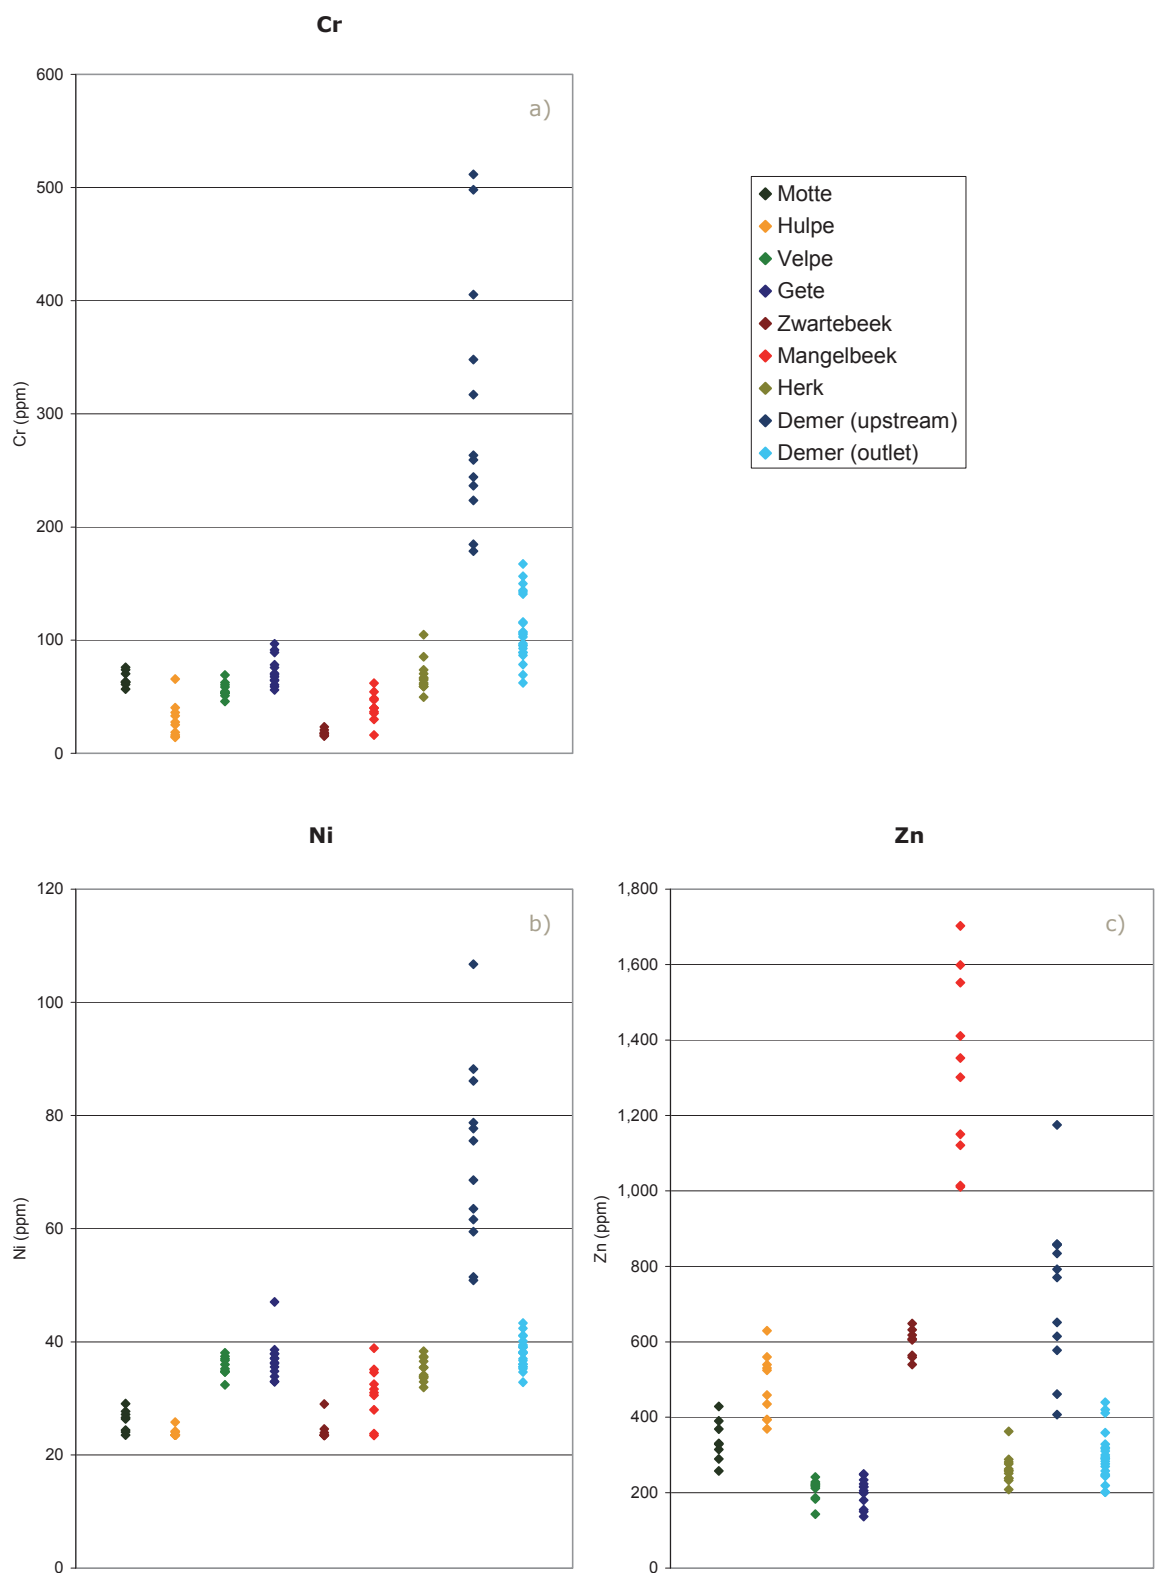 Cr
600
500
400
300
200
100
0
Cr (ppm)
a)
Motte
Hulpe
Velpe
Gete
Zwartebeek
Mangelbeek
Herk
Demer (upstream)
Demer (outlet)
Ni
120
100
80
60
40
20
0
Ni (ppm)
b)
Zn
1,800
1,600
1,400
1,200
1,000
800
600
400
200
0
Zn (ppm)
c)